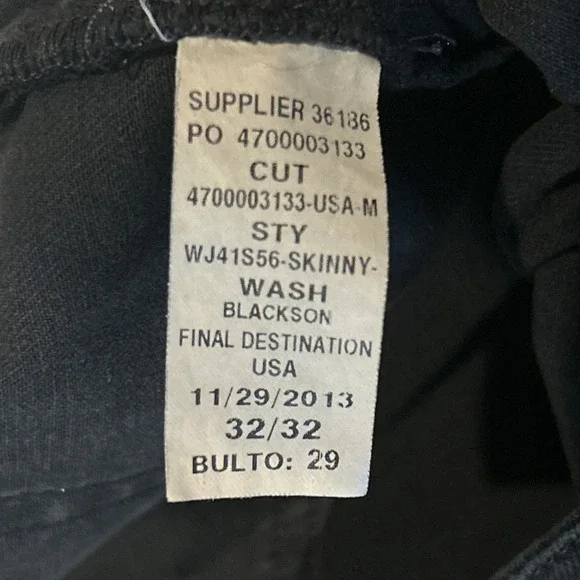 SUPPLIER 36186
PO 4700003133
CUT
4700003133-USA-M
STY
WJ41S56-SKINNY-
WASH
BLACKSON
FINAL DESTINATION
USA
11/29/2013
32/32
BULTO: 29